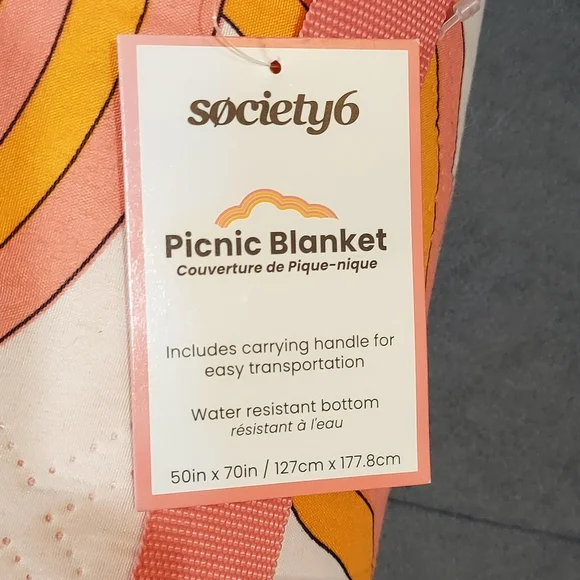 søciety6
Picnic Blanket
Couverture de Pique-nique
Includes carrying handle for
easy transportation
Water resistant bottom
résistant à l'eau
50in x 70in / 127cm x 177.8cm